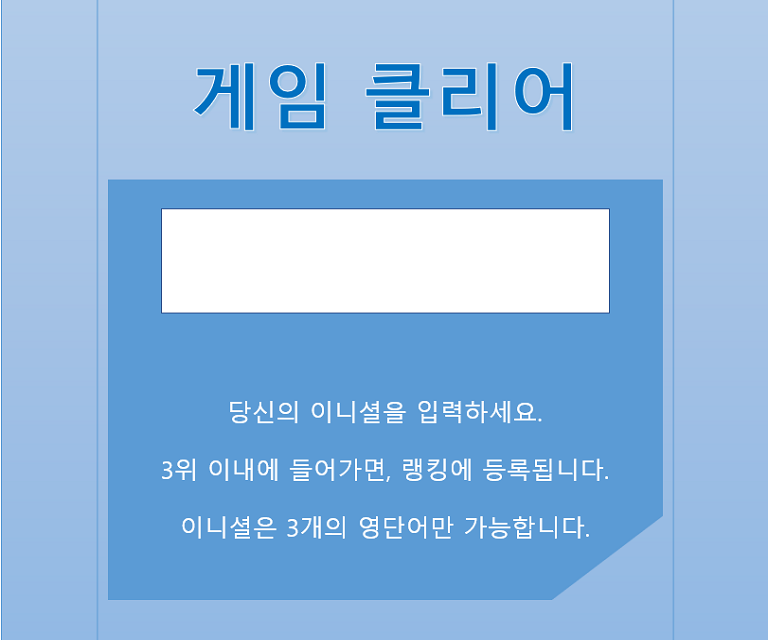 게임 클리어
당신의 이니셜을 입력하세요.
3위 이내에 들어가면, 랭킹에 등록됩니다.
이니셜은 3개의 영단어만 가능합니다.